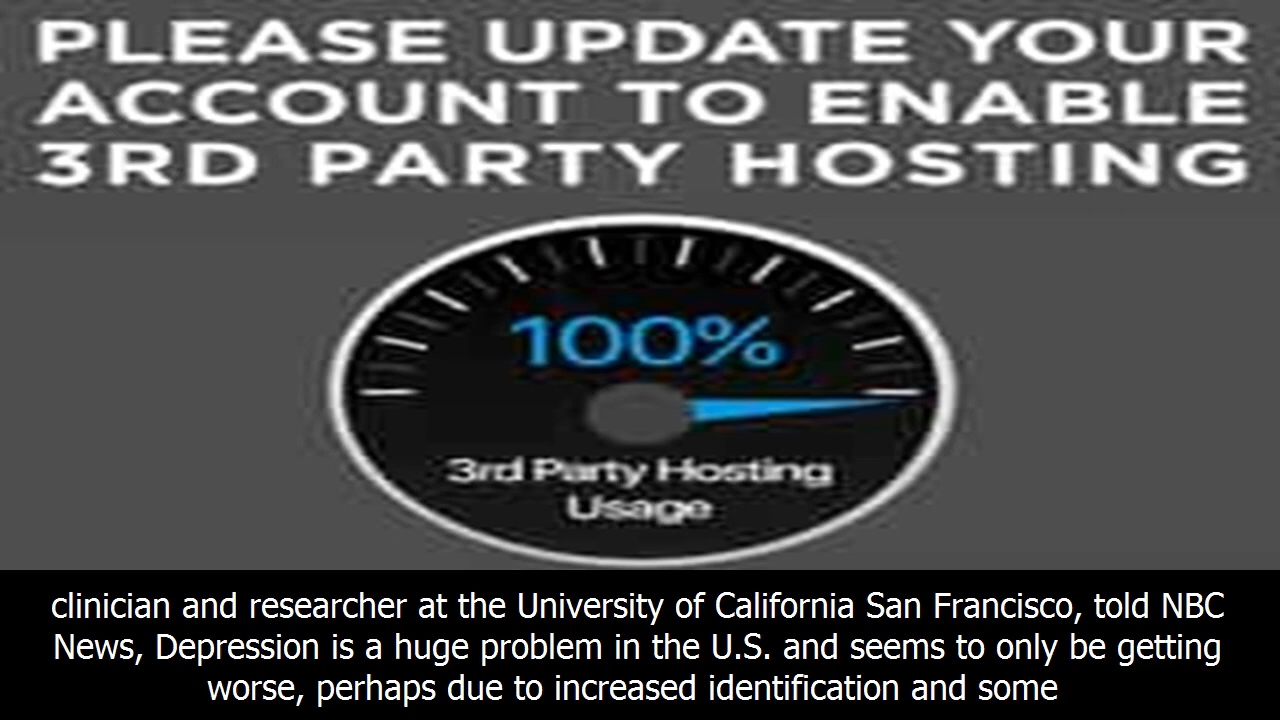 PLEASE UPDATE YOUR
ACCOUNT TO ENABLE
3RD PARTY HOSTING
100%
3rd Party Hosting
Usage
clinician and researcher at the University of California San Francisco, told NBC
News, Depression is a huge problem in the U.S. and seems to only be getting
worse, perhaps due to increased identification and some